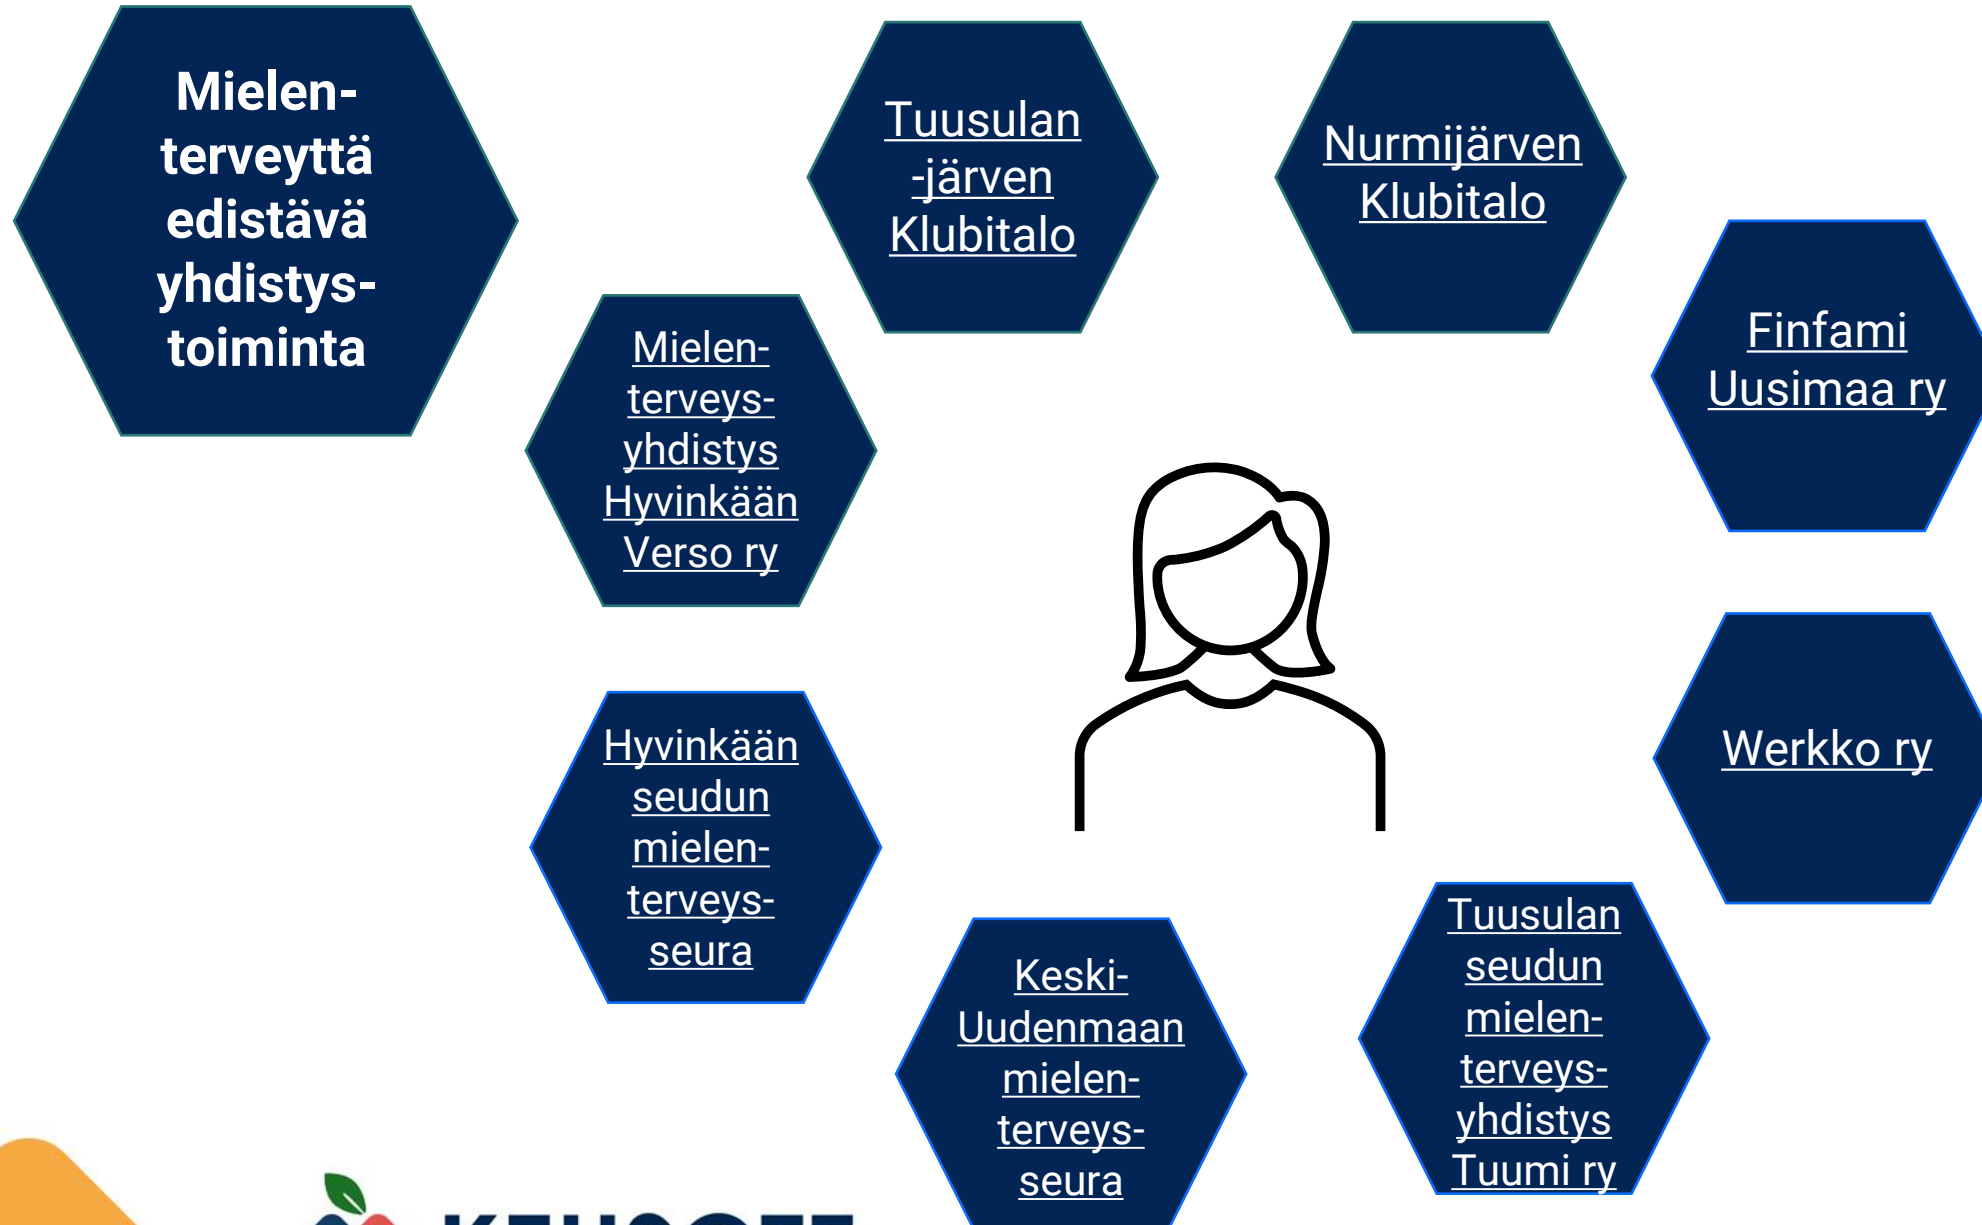 Mielen-
terveyttä
edistävä
yhdistys-
toiminta
Tuusulan
-järven
Klubitalo
Nurmijärven
Klubitalo
Finfami
Uusimaa ry
Mielen-
terveys-
yhdistys
Hyvinkään
Verso ry
Werkko ry
Hyvinkään
seudun
mielen-
terveys-
seura
Keski-
Uudenmaan
mielen-
terveys-
seura
Tuusulan
seudun
mielen-
terveys-
yhdistys
Tuumi ry